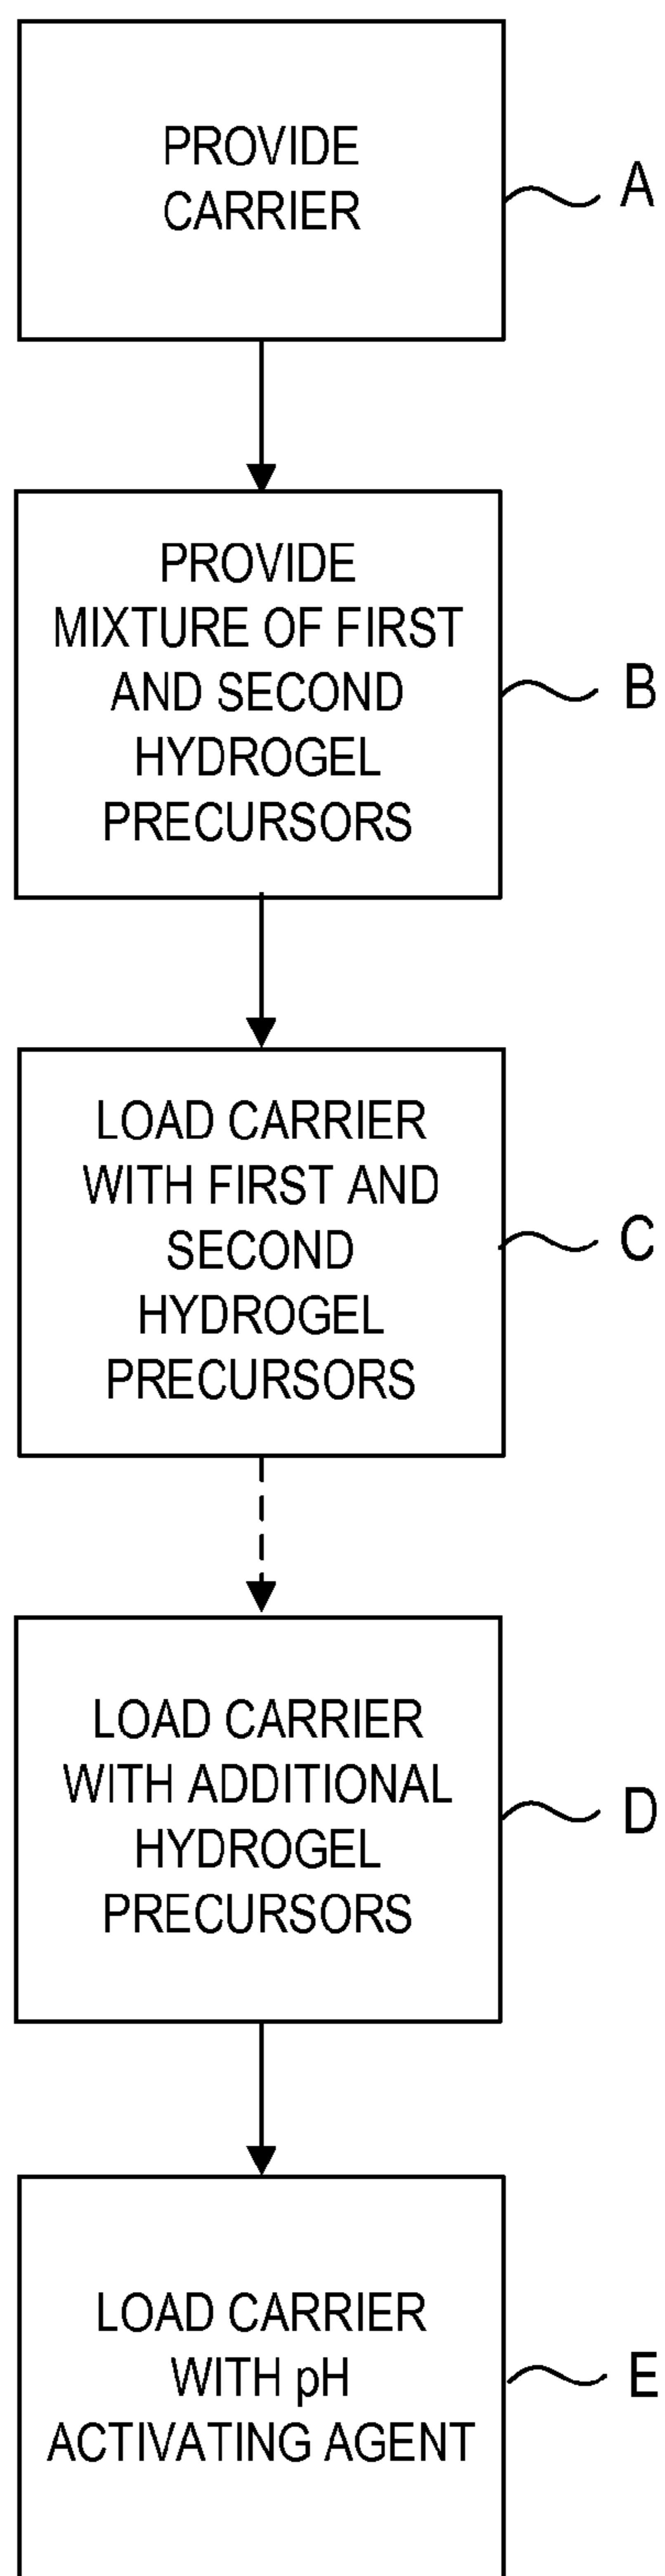 PROVIDE
CARRIER
A
PROVIDE
MIXTURE OF FIRST
AND SECOND
HYDROGEL
PRECURSORS
B
LOAD CARRIER
WITH FIRST AND
SECOND
HYDROGEL
PRECURSORS
C
LOAD CARRIER
WITH ADDITIONAL
HYDROGEL
PRECURSORS
D
LOAD CARRIER
WITH pH
ACTIVATING AGENT
E